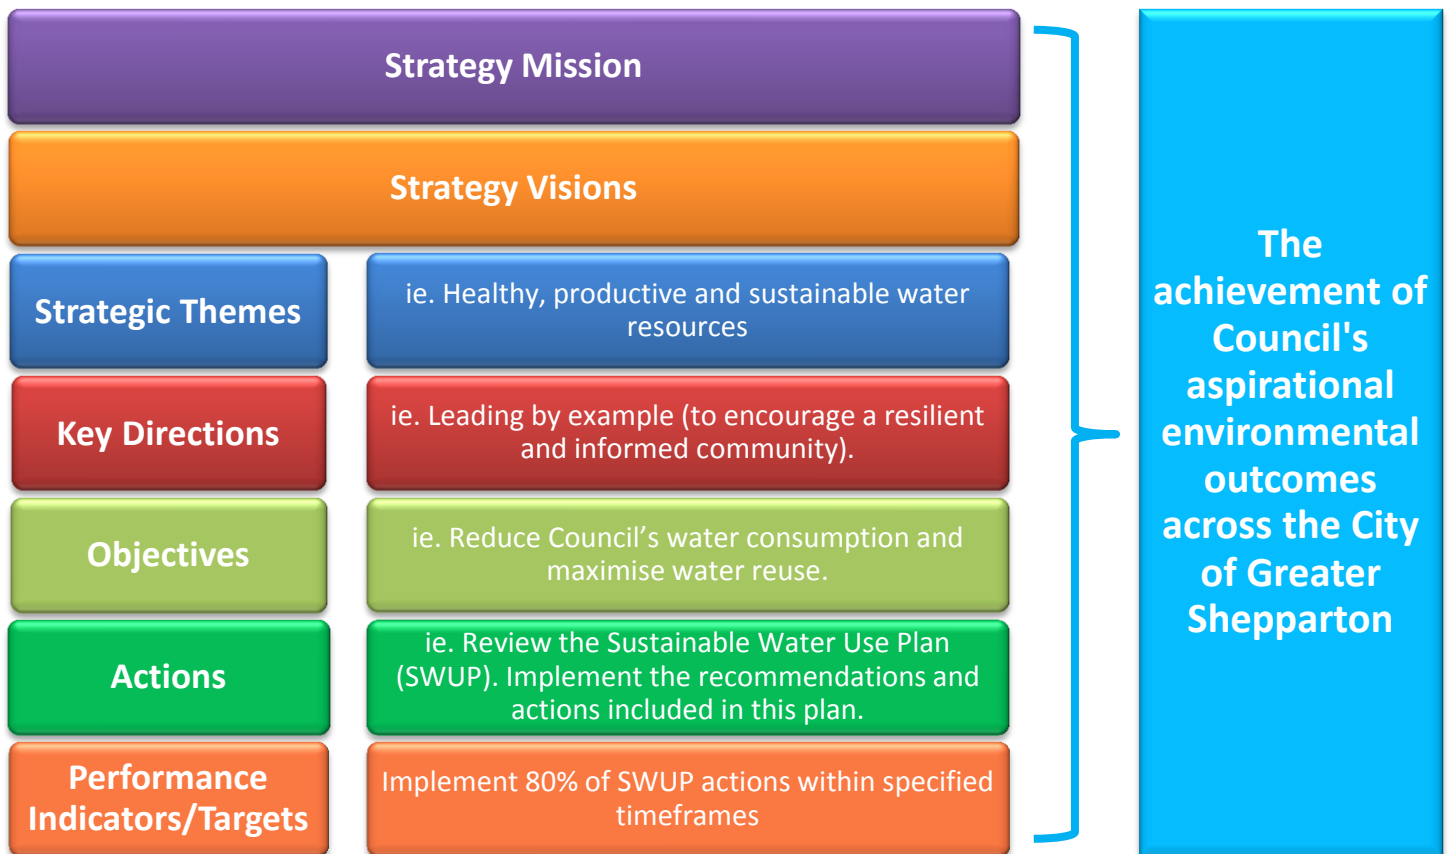 Strategy Mission
Strategy Visions
Strategic Themes
ie. Healthy, productive and sustainable water
resources
Key Directions
ie. Leading by example (to encourage a resilient
and informed community).
Objectives
ie. Reduce Council’s water consumption and
maximise water reuse.
Actions
ie. Review the Sustainable Water Use Plan
(SWUP). Implement the recommendations and
actions included in this plan.
Performance
Indicators/Targets
Implement 80% of SWUP actions within specified
timeframes
The
achievement of
Council's
aspirational
environmental
outcomes
across the City
of Greater
Shepparton